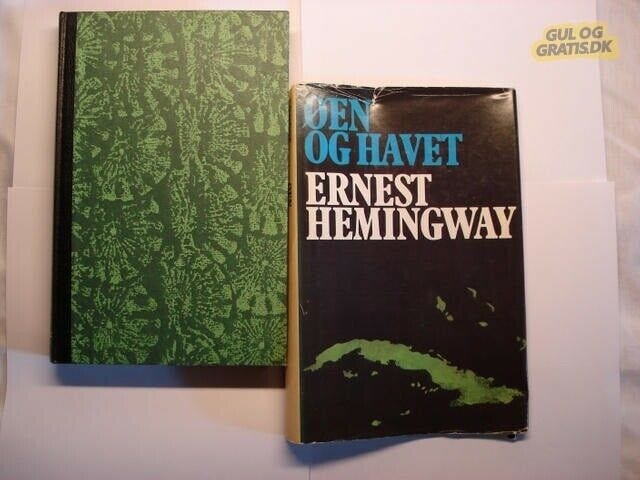 GUL OG
GRATIS.DK
ØEN
OG HAVET
ERNEST
HEMINGWAY